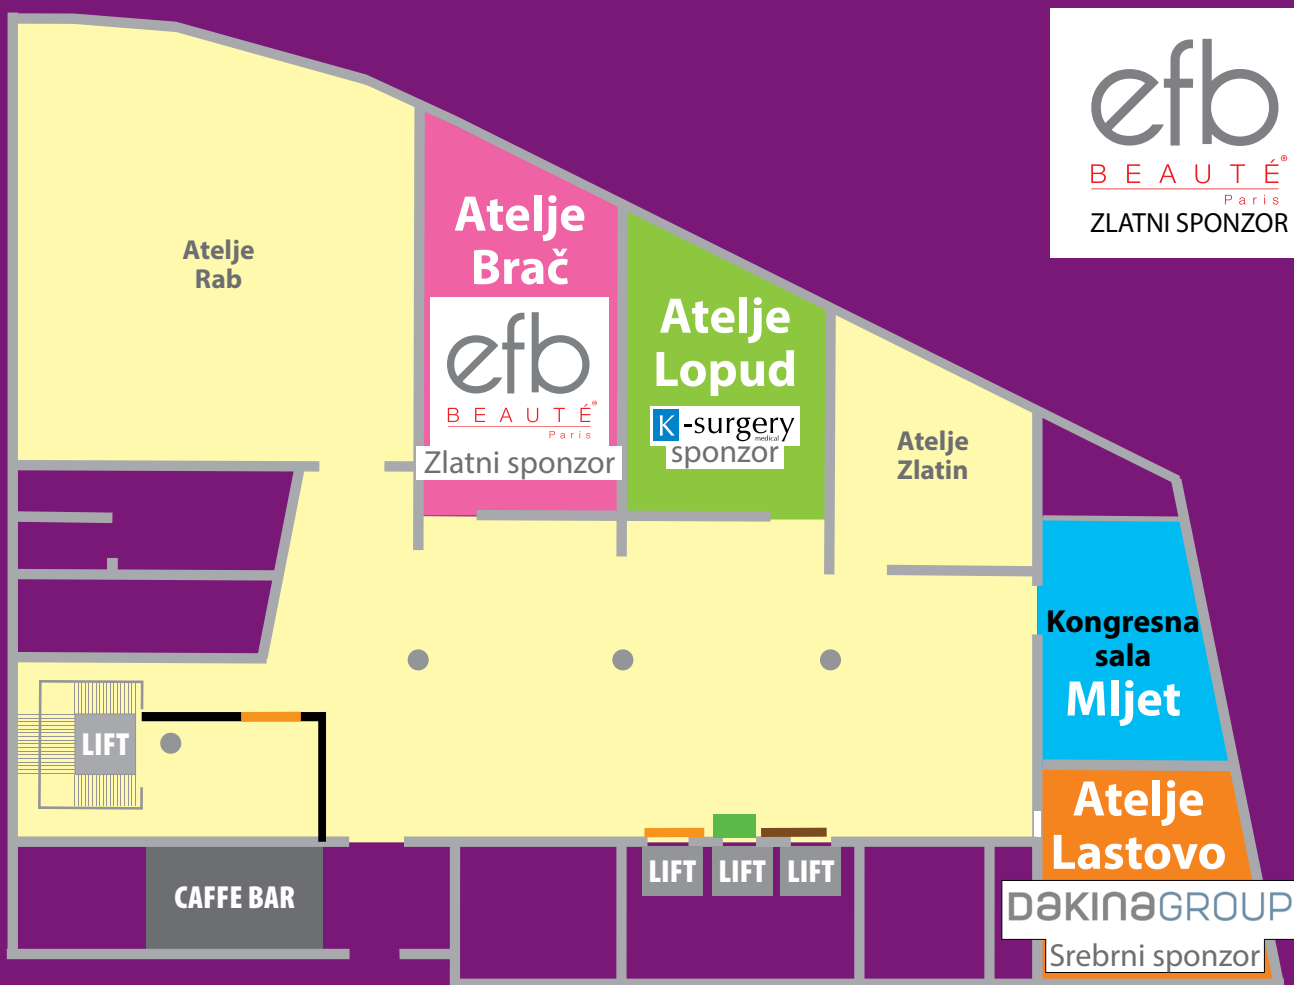 efb
BEAUTÉ®
Paris
ZLATNI SPONZOR
Atelje
Rab
Atelje
Brač
efb
BEAUTÉ®
Paris
Zlatni sponzor
Atelje
Lopud
K-surgery
medical
sponzor
Atelje
Zlatin
Kongresna
sala
Mljet
LIFT
Atelje
Lastovo
DAKINAGROUP
Srebrni sponzor
CAFFE BAR
LIFT
LIFT
LIFT